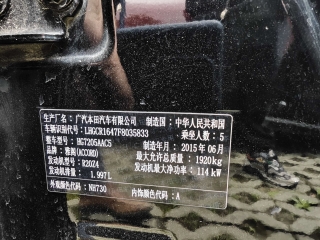 生产厂名：广汽本田汽车有限公司 制造国：中华人民共和国
车辆识别代号：LHGCR1647F8035833 乘坐人数：5
整车型号：HG7205AAC5 制造年月：2015年06月
品牌：雅阁(ACCORD) 最大允许总质量：1920kg
发动机型号：R20Z4 发动机最大净功率：114kW
发动机排量：1.997L
外观颜色代码：NH730 内饰颜色代码：A